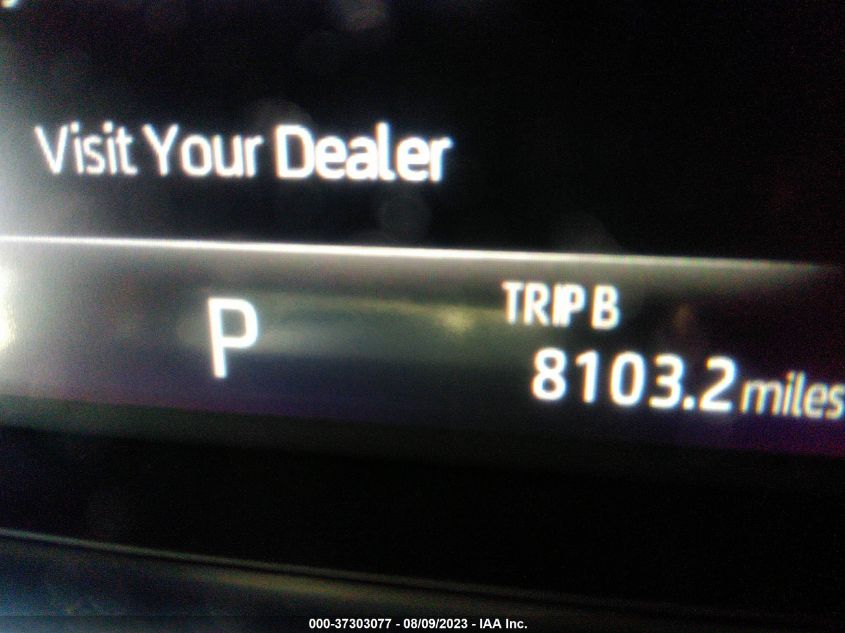 Visit Your Dealer
P
TRIP B
8103.2 miles
000-37303077 - 08/09/2023 - IAA Inc.